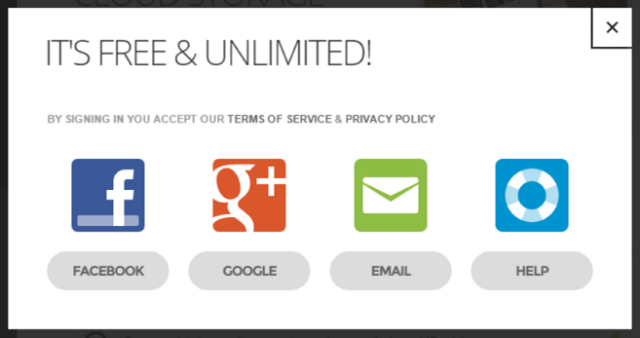 CLOUD STORAGE
IT'S FREE & UNLIMITED!
BY SIGNING IN YOU ACCEPT OUR TERMS OF SERVICE & PRIVACY POLICY
f g+
FACEBOOK GOOGLE EMAIL HELP